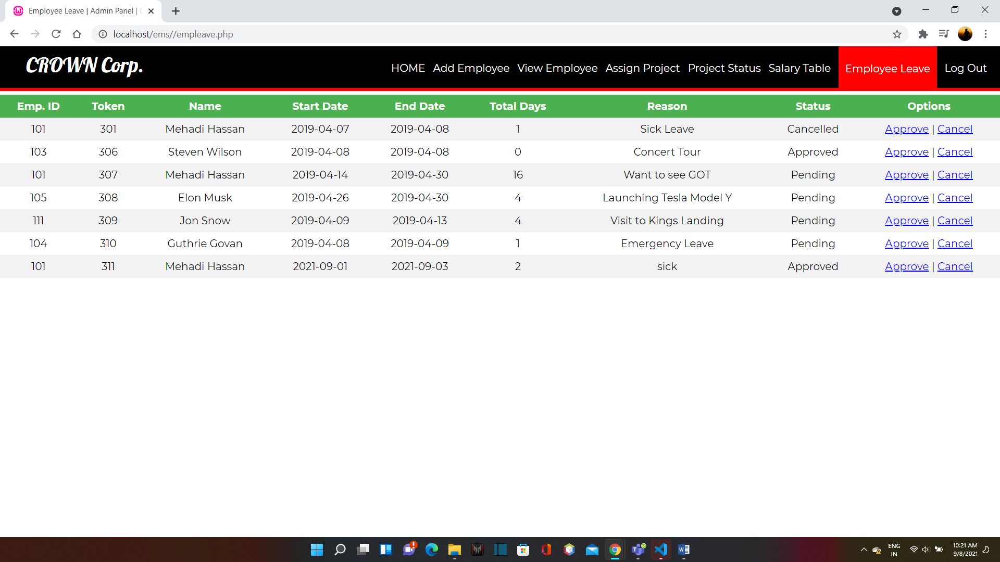 Employee Leave | Admin Panel |
localhost/ems//empleave.php
CROWN Corp.
HOME Add Employee View Employee Assign Project Project Status Salary Table Employee Leave Log Out
Emp. ID Token Name Start Date End Date Total Days Reason Status Options
101 301 Mehadi Hassan 2019-04-07 2019-04-08 1 Sick Leave Cancelled Approve | Cancel
103 306 Steven Wilson 2019-04-08 2019-04-08 0 Concert Tour Approved Approve | Cancel
101 307 Mehadi Hassan 2019-04-14 2019-04-30 16 Want to see GOT Pending Approve | Cancel
105 308 Elon Musk 2019-04-26 2019-04-30 4 Launching Tesla Model Y Pending Approve | Cancel
111 309 Jon Snow 2019-04-09 2019-04-13 4 Visit to Kings Landing Pending Approve | Cancel
104 310 Guthrie Govan 2019-04-08 2019-04-09 1 Emergency Leave Pending Approve | Cancel
101 311 Mehadi Hassan 2021-09-01 2021-09-03 2 sick Approved Approve | Cancel
ENG 10:21 AM
IN 9/8/2021